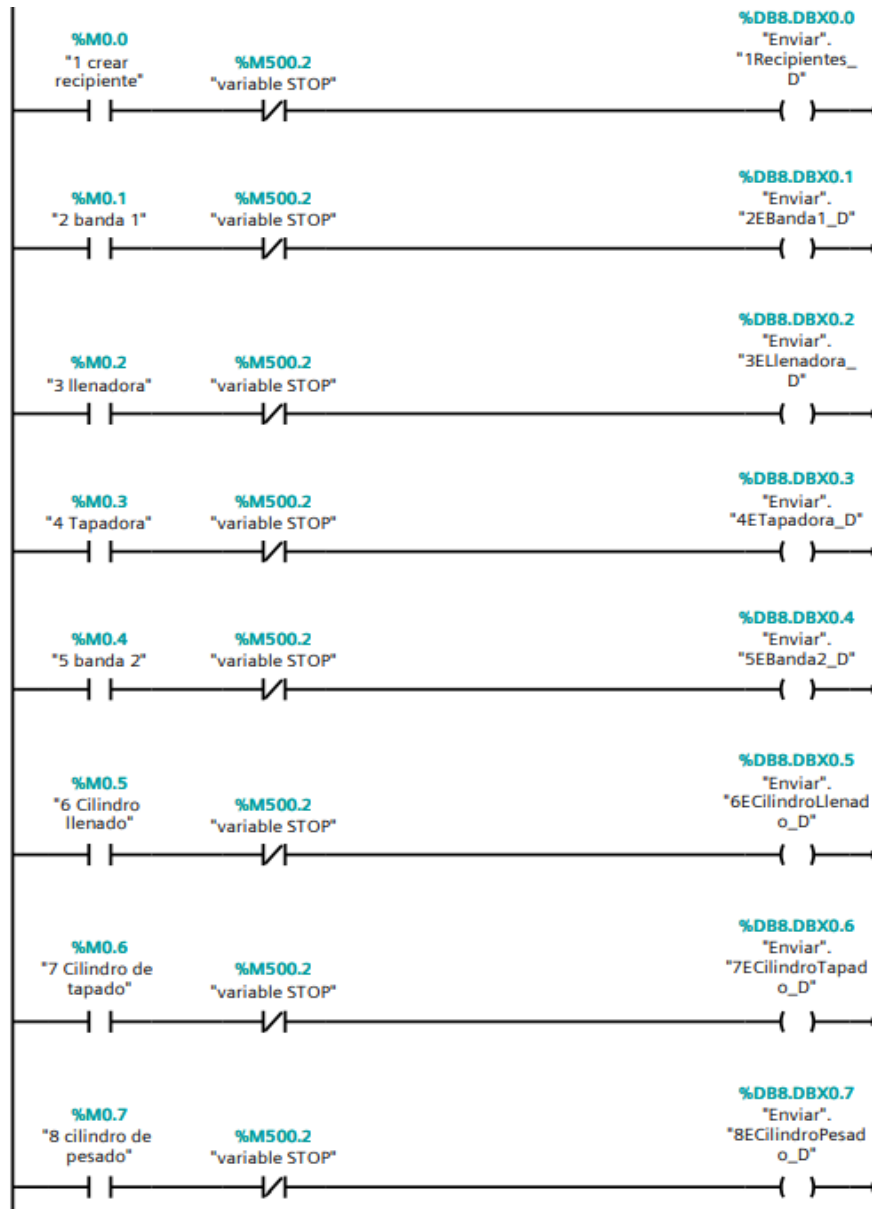 %M0.0
"1 crear
recipiente"
%M500.2
"variable STOP"
%DB8.DBX0.0
"Enviar".
"1Recipientes_
D"
%M0.1
"2 banda 1"
%M500.2
"variable STOP"
%DB8.DBX0.1
"Enviar".
"2EBanda1_D"
%M0.2
"3 llenadora"
%M500.2
"variable STOP"
%DB8.DBX0.2
"Enviar".
"3ELlenadora_
D"
%M0.3
"4 Tapadora"
%M500.2
"variable STOP"
%DB8.DBX0.3
"Enviar".
"4ETapadora_D"
%M0.4
"5 banda 2"
%M500.2
"variable STOP"
%DB8.DBX0.4
"Enviar".
"5EBanda2_D"
%M0.5
"6 Cilindro
llenado"
%M500.2
"variable STOP"
%DB8.DBX0.5
"Enviar".
"6ECilindroLlenad
o_D"
%M0.6
"7 Cilindro de
tapado"
%M500.2
"variable STOP"
%DB8.DBX0.6
"Enviar".
"7ECilindroTapad
o_D"
%M0.7
"8 cilindro de
pesado"
%M500.2
"variable STOP"
%DB8.DBX0.7
"Enviar".
"8ECilindroPesad
o_D"